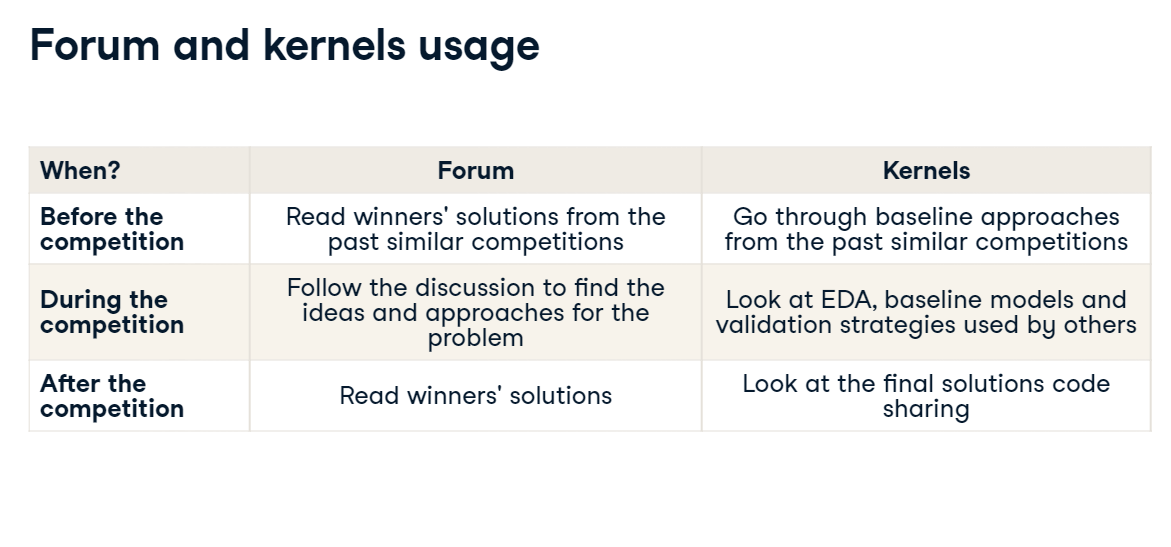 Forum and kernels usage
When?
Forum
Kernels
Before the
competition
Read winners' solutions from the
past similar competitions
Go through baseline approaches
from the past similar competitions
During the
competition
Follow the discussion to find the
ideas and approaches for the
problem
Look at EDA, baseline models and
validation strategies used by others
After the
competition
Read winners' solutions
Look at the final solutions code
sharing